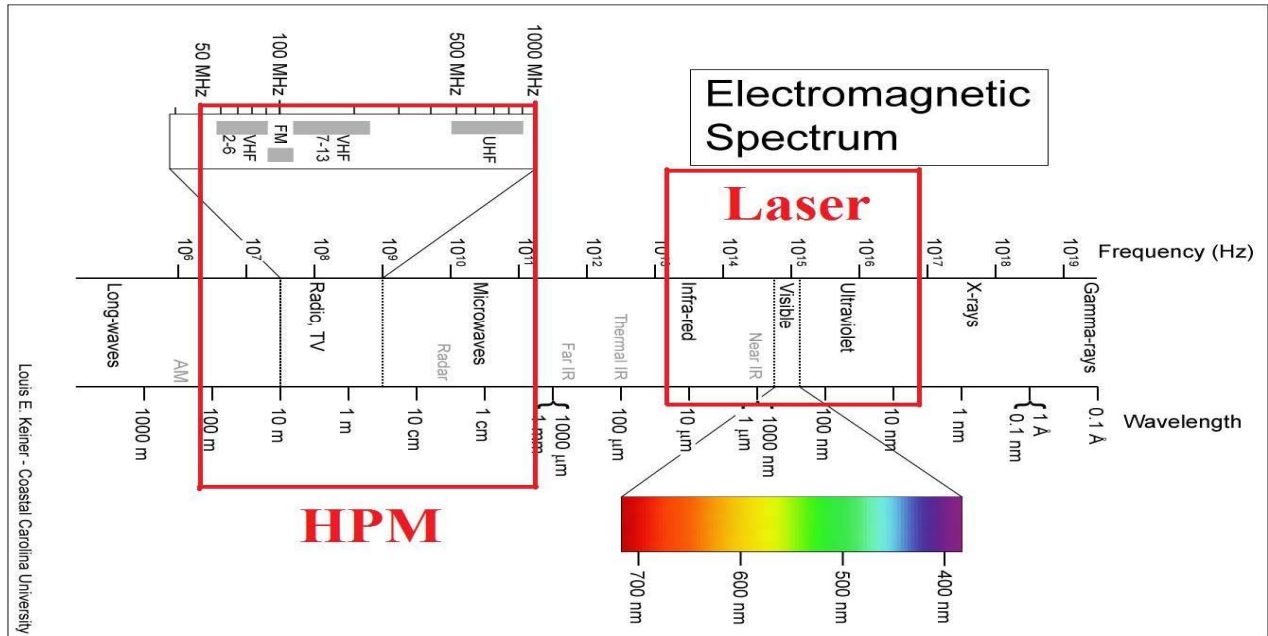 50 MHz
100 MHz
500 MHz
1000 MHz
VHF
2-6
FM
VHF
7-13
UHF
Electromagnetic
Spectrum
Laser
10⁶
10⁷
10⁸
10⁹
10¹⁰
10¹¹
10¹²
10¹³
10¹⁴
10¹⁵
10¹⁶
10¹⁷
10¹⁸
10¹⁹
Frequency (Hz)
Long-waves
AM
Radic, TV
Microwaves
Radar
Far IR
Thermal IR
Infra-red
Near IR
Visible
Ultraviolet
X-rays
Gamma-rays
1000 m
100 m
10 m
1 m
10 cm
1 cm
1000 µm
1 mm
100 µm
10 µm
1000 nm
1 µm
100 nm
10 nm
1 nm
1 Å
0.1 nm
0.1 Å
Wavelength
HPM
700 nm
600 nm
500 nm
400 nm
Louis E. Keiner - Coastal Carolina University